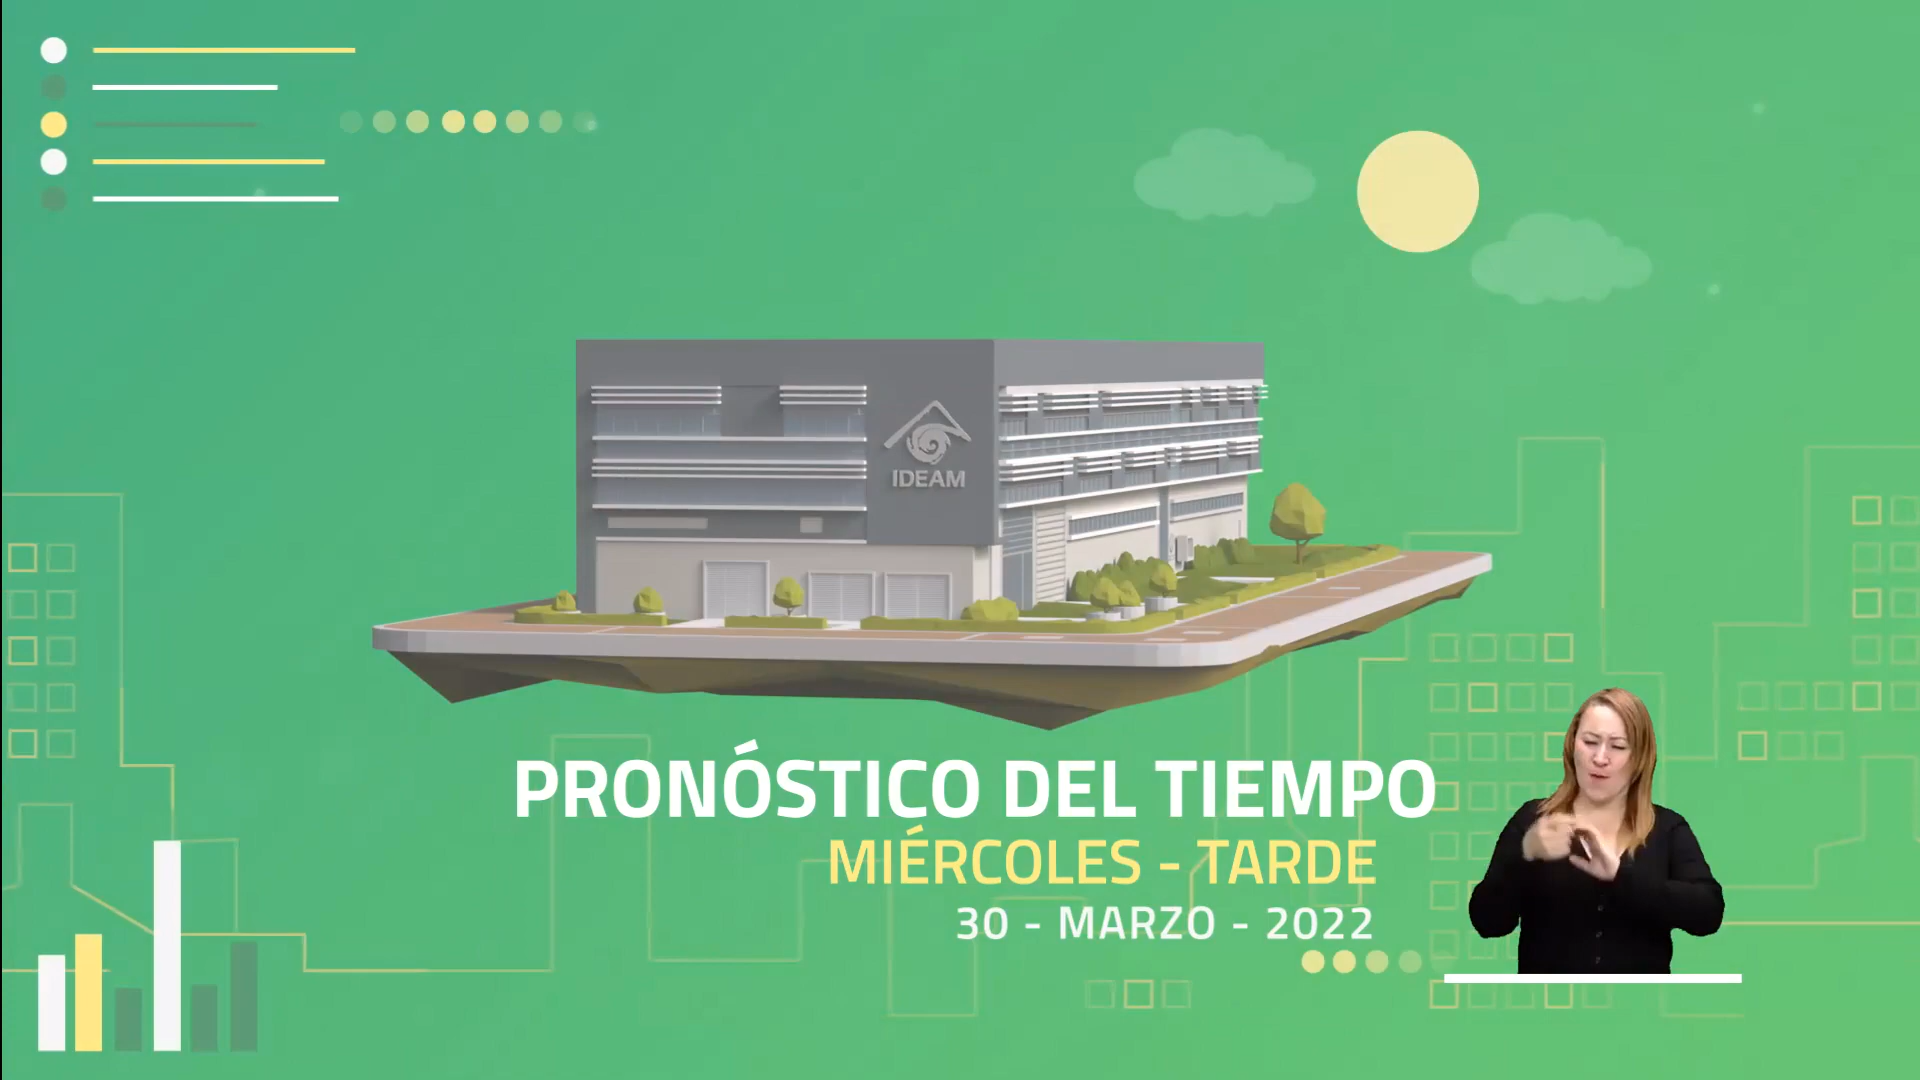 IDEAM
PRONÓSTICO DEL TIEMPO
MIÉRCOLES - TARDE
30 - MARZO - 2022